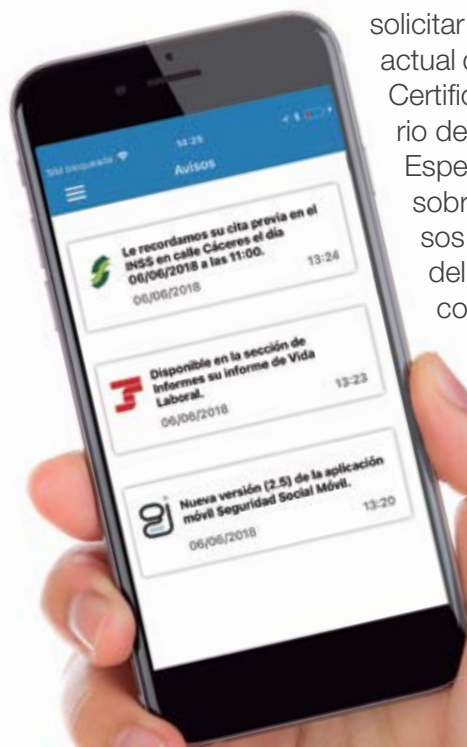 solicitar
actual
Certific
rio de
Espe
sobr
sos
del
co
SIM bloqueada
14:25
Avisos
Le recordamos su cita previa en el
INSS en calle Cáceres el día
06/06/2018 a las 11:00.
06/06/2018
13:24
Disponible en la sección de
Informes su informe de Vida
Laboral.
06/06/2018
13:23
Nueva versión (2.5) de la aplicación
móvil Seguridad Social Móvil.
06/06/2018
13:20